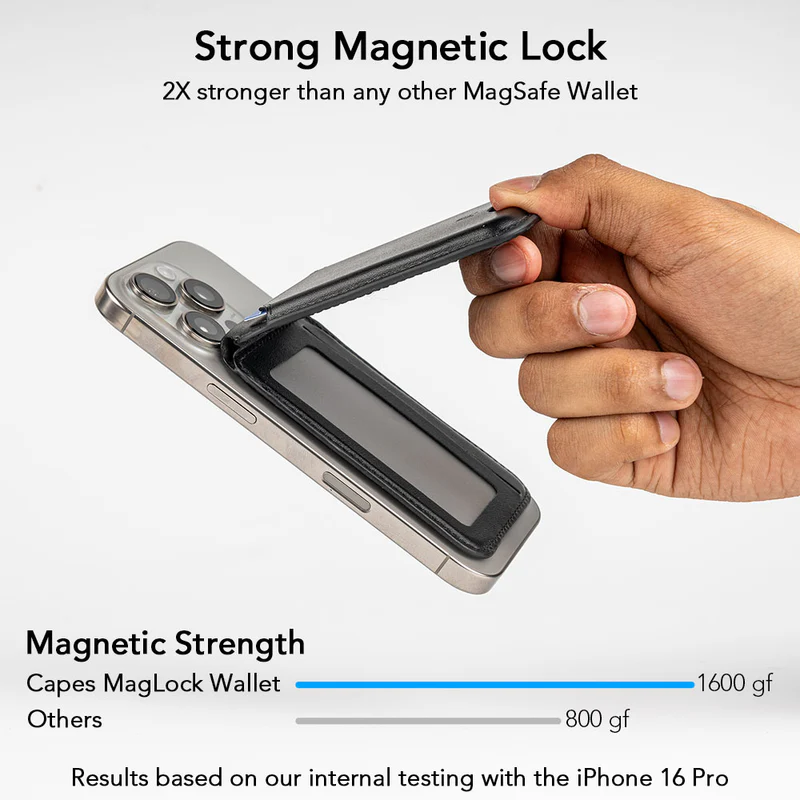 Strong Magnetic Lock
2X stronger than any other MagSafe Wallet
Magnetic Strength
Capes MagLock Wallet 1600 gf
Others 800 gf
Results based on our internal testing with the iPhone 16 Pro